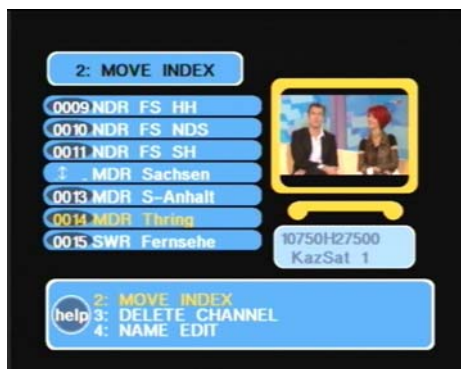 2: MOVE INDEX
0009 NDR FS HH
0010 NDR FS NDS
0011 NDR FS SH
↕ _ MDR Sachsen
0013 MDR S-Anhalt
0014 MDR Thring
0015 SWR Fernsehe
10750H27500
KazSat 1
help
2: MOVE INDEX
3: DELETE CHANNEL
4: NAME EDIT